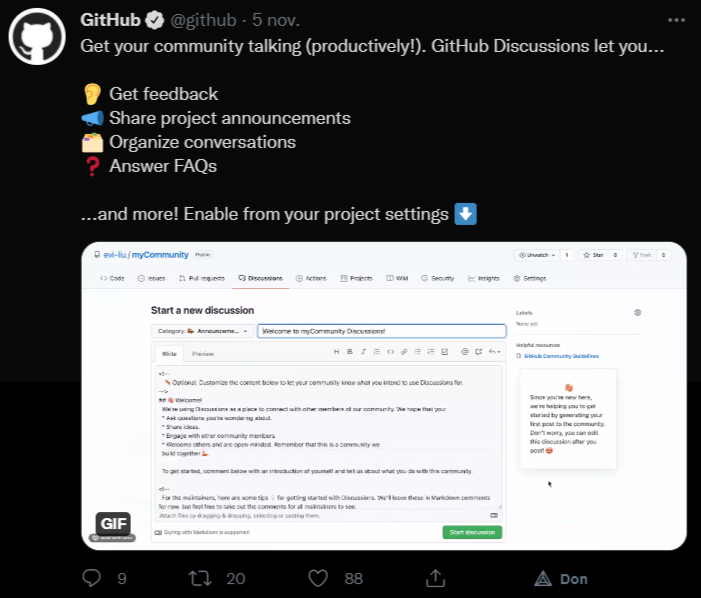 GitHub @github · 5 nov.
Get your community talking (productively!). GitHub Discussions let you...
👂 Get feedback
📣 Share project announcements
🗂️ Organize conversations
❓ Answer FAQs
...and more! Enable from your project settings ⬇️
evi-liu / myCommunity Public
Unwatch 1 Star 0 Fork 0
Code Issues Pull requests Discussions Actions Projects Wiki Security Insights Settings
Start a new discussion
Category: Announceme...
Welcome to myCommunity Discussions!
Labels
None yet
Write Preview
Helpful resources
GitHub Community Guidelines
<!--
Optional. Customize the content below to let your community know what you intend to use Discussions for.
-->
## 👋 Welcome!
We're using Discussions as a place to connect with other members of our community. We hope that you:
* Ask questions you're wondering about.
* Share ideas.
* Engage with other community members.
* Welcome others and are open-minded. Remember that this is a community we
build together 💪.
To get started, comment below with an introduction of yourself and tell us about what you do with this community.
<!--
For the maintainers, here are some tips 💡 for getting started with Discussions. We'll leave these in Markdown comments
for now, but feel free to take out the comments for all maintainers to see.
Attach files by dragging & dropping, selecting or pasting them.
Styling with Markdown is supported
Start discussion
👋
Since you're new here,
we're helping you to get
started by generating your
first post to the community.
Don't worry, you can edit
this discussion after you
post! 😍
GIF
9 20 88 Don